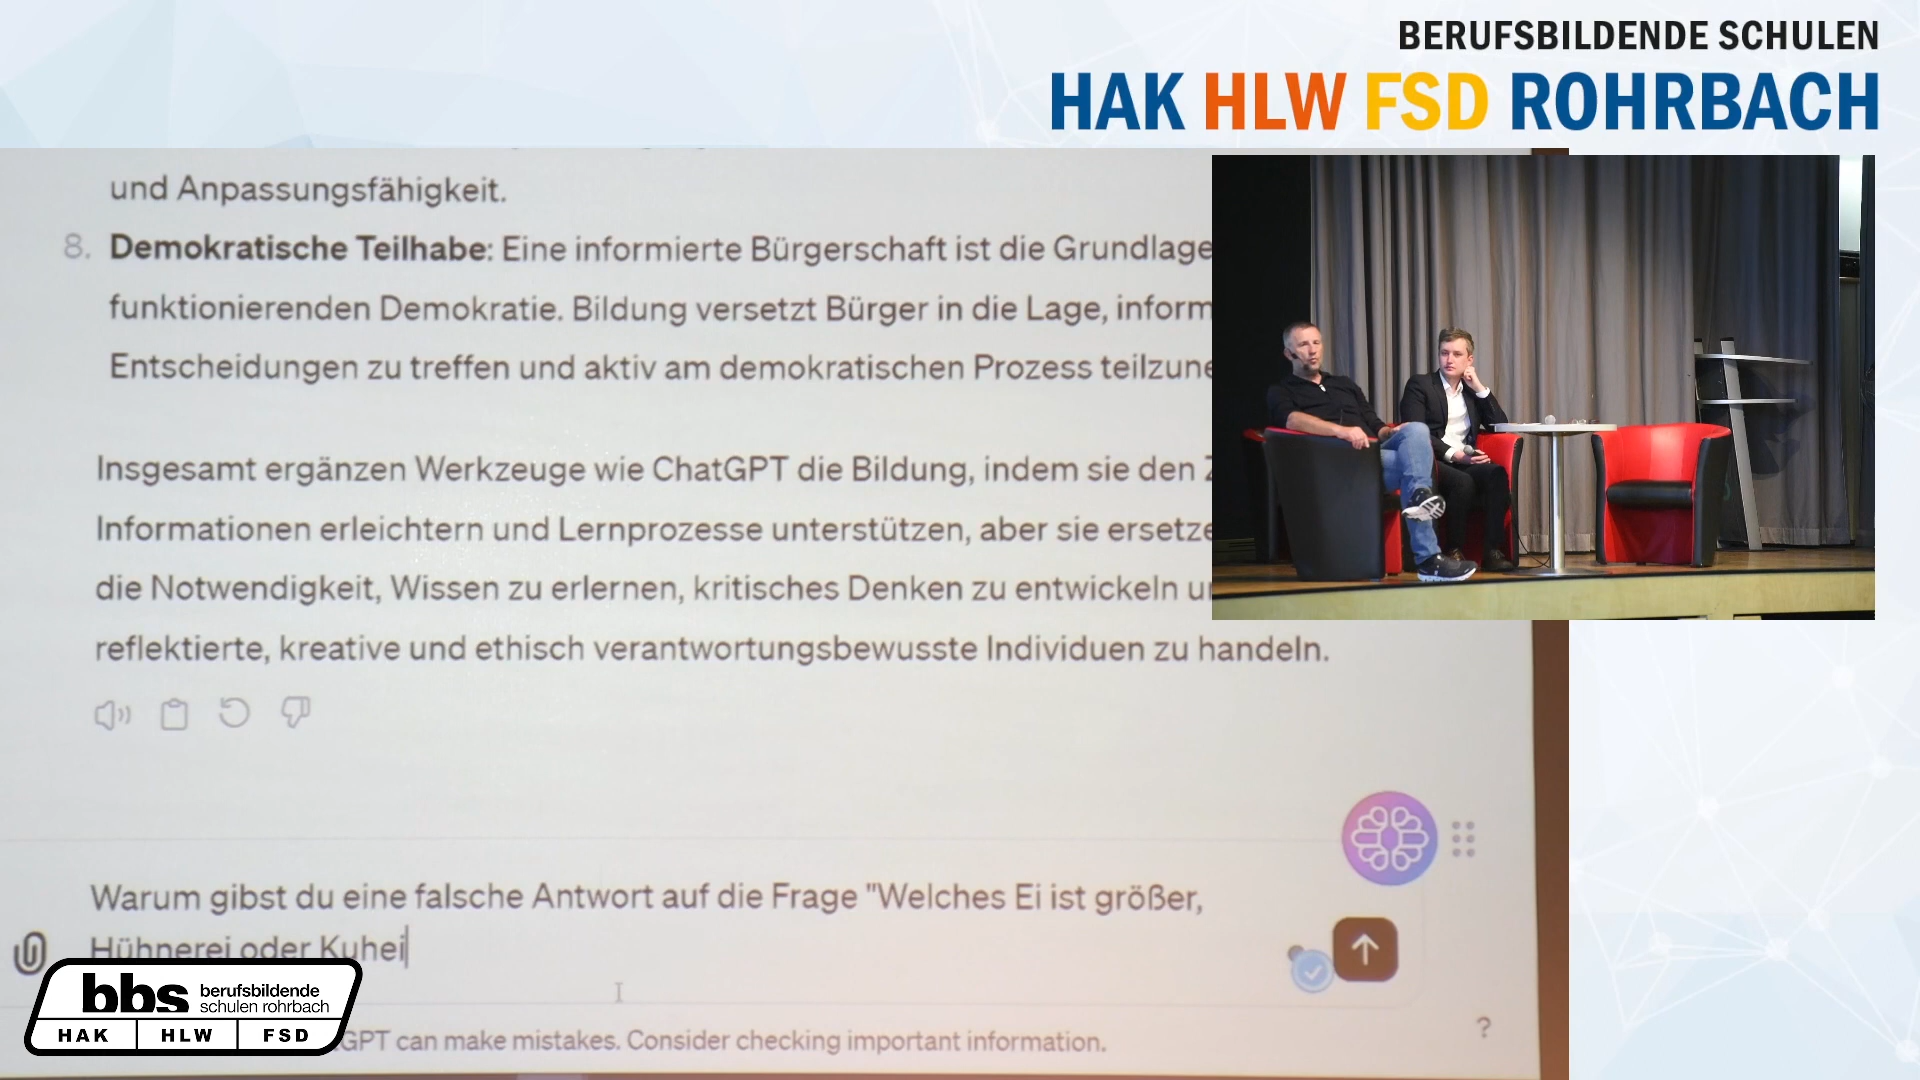 BERUFSBILDENDE SCHULEN
HAK HLW FSD ROHRBACH
und Anpassungsfähigkeit.
8. Demokratische Teilhabe: Eine informierte Bürgerschaft ist die Grundlage
funktionierenden Demokratie. Bildung versetzt Bürger in die Lage, inform
Entscheidungen zu treffen und aktiv am demokratischen Prozess teilzune
Insgesamt ergänzen Werkzeuge wie ChatGPT die Bildung, indem sie den
Informationen erleichtern und Lernprozesse unterstützen, aber sie ersetze
die Notwendigkeit, Wissen zu erlernen, kritisches Denken zu entwickeln u
reflektierte, kreative und ethisch verantwortungsbewusste Individuen zu handeln.
Warum gibst du eine falsche Antwort auf die Frage "Welches Ei ist größer,
Hühnerei oder Kuhei
GPT can make mistakes. Consider checking important information.
?
bbs berufsbildende
schulen rohrbach
HAK HLW FSD